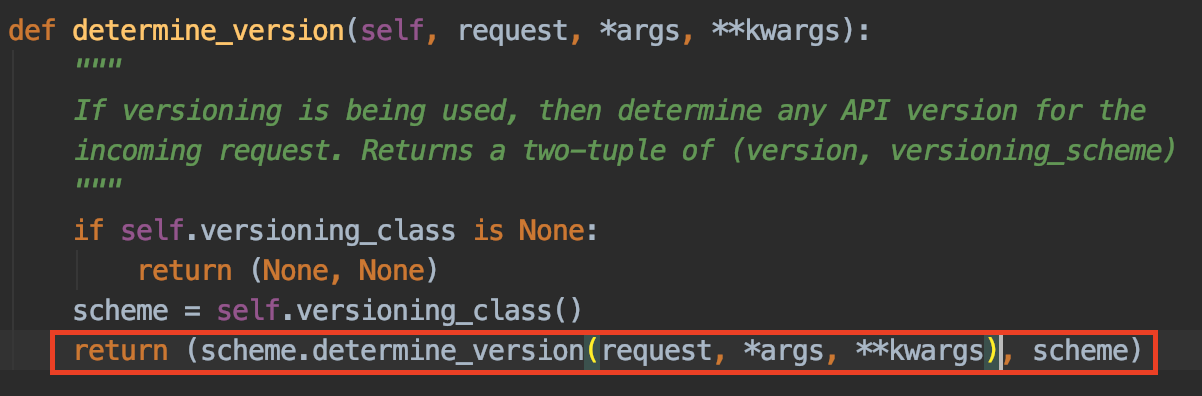 def determine_version(self, request, *args, **kwargs):
    """
    If versioning is being used, then determine any API version for the
    incoming request. Returns a two-tuple of (version, versioning_scheme)
    """
    if self.versioning_class is None:
        return (None, None)
    scheme = self.versioning_class()
    return (scheme.determine_version(request, *args, **kwargs), scheme)